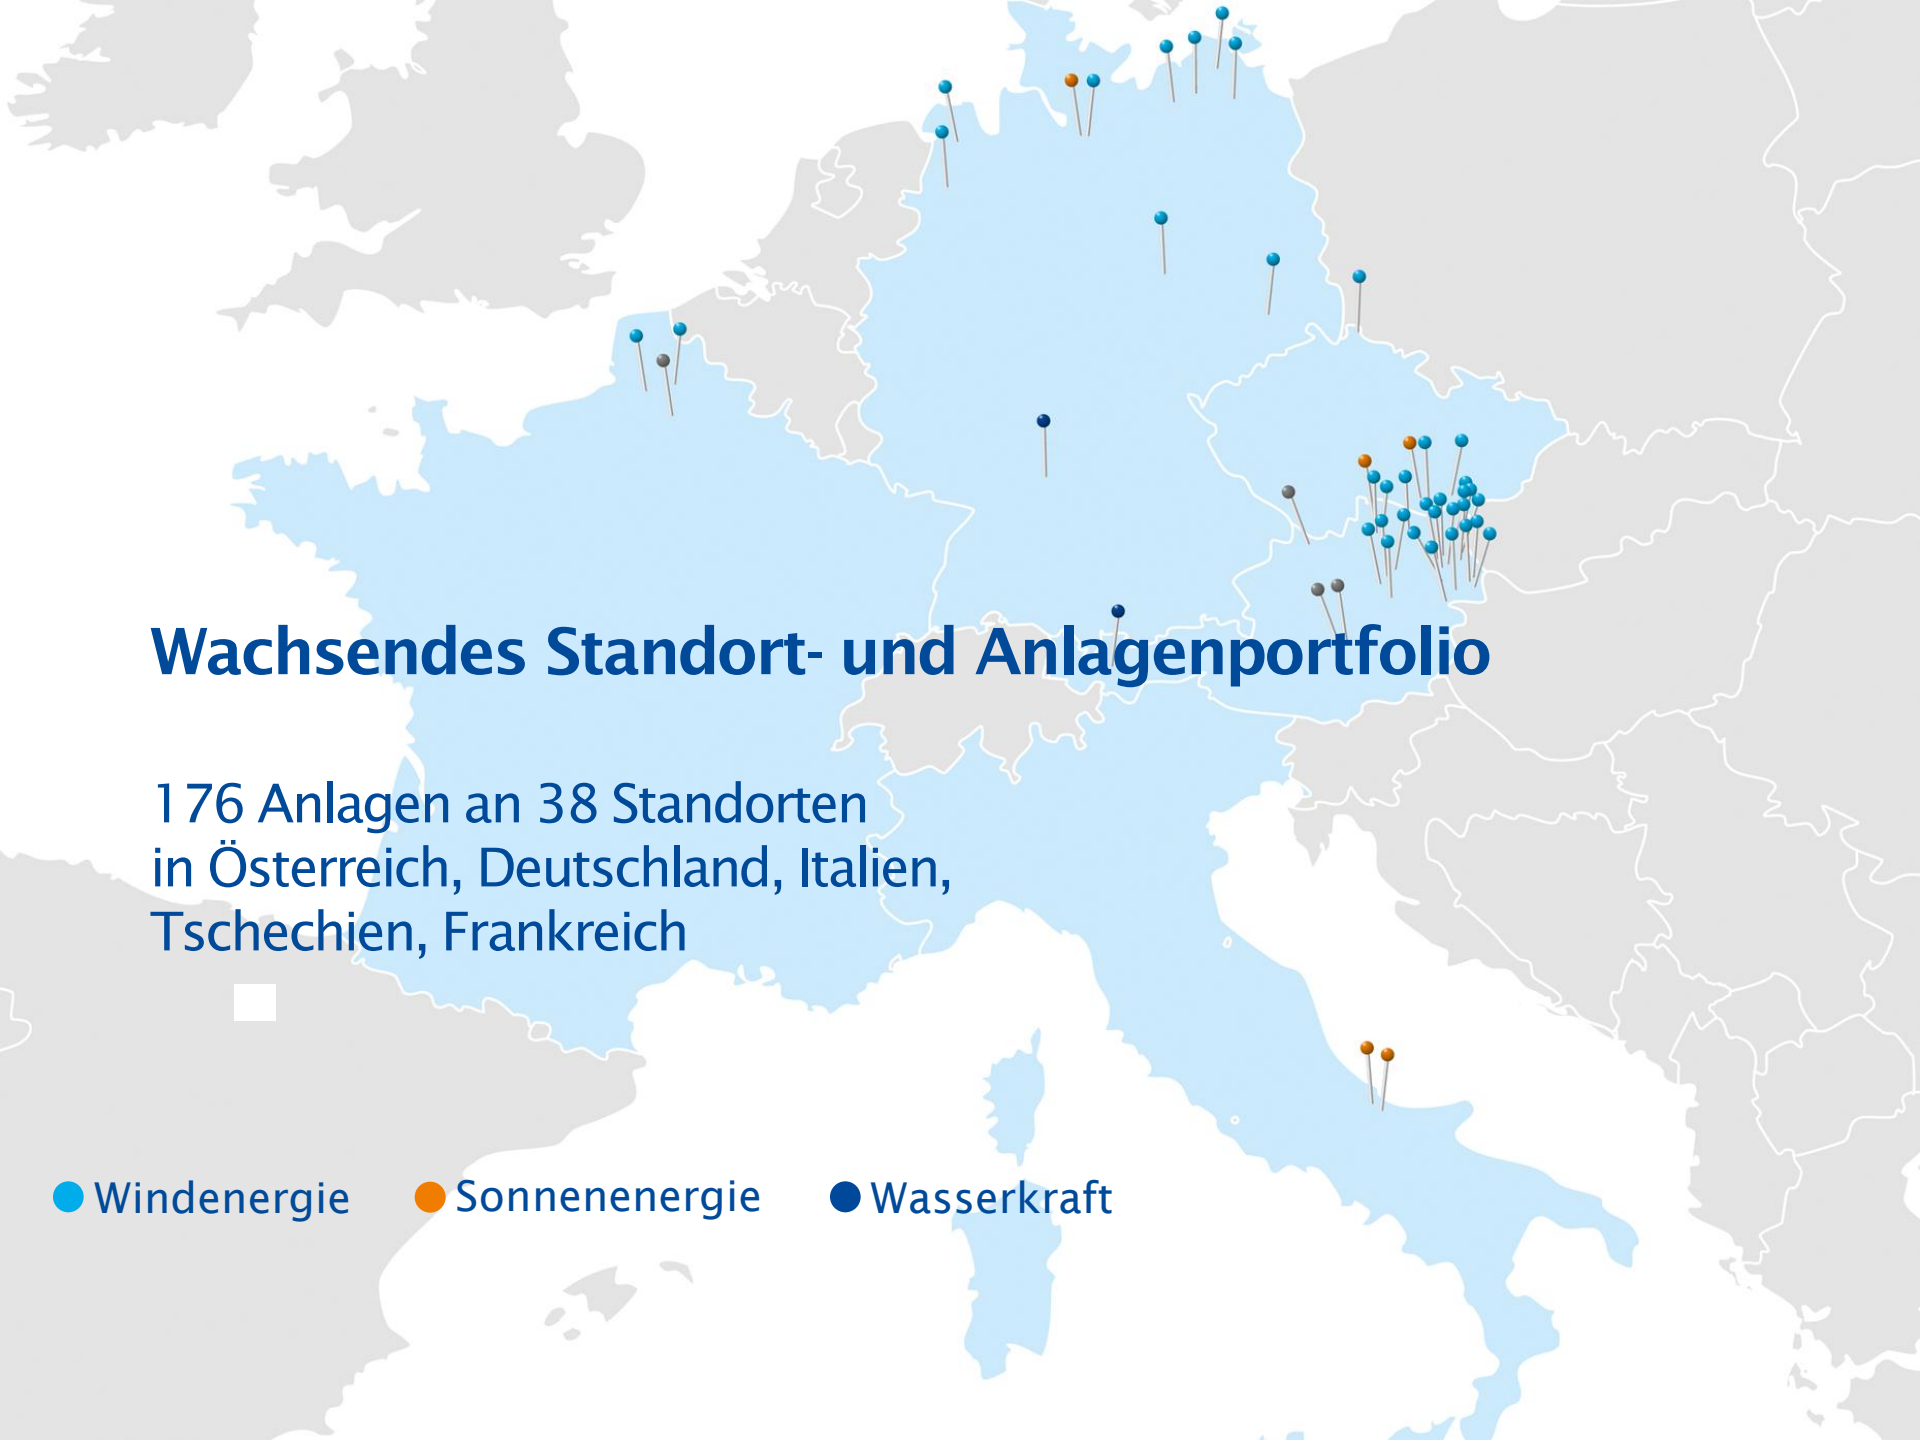 Wachsendes Standort- und Anlagenportfolio
176 Anlagen an 38 Standorten
in Österreich, Deutschland, Italien,
Tschechien, Frankreich
Windenergie
Sonnenenergie
Wasserkraft